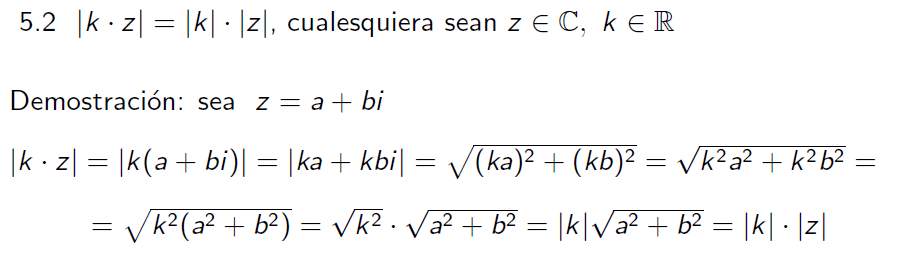 5.2 |k · z| = |k| · |z|, cualesquiera sean z ∈ ℂ, k ∈ ℝ
Demostración: sea z = a + bi
|k · z| = |k(a + bi)| = |ka + kbi| = √((ka)² + (kb)²) = √(k²a² + k²b²) =
= √(k²(a² + b²)) = √(k²) · √(a² + b²) = |k|√(a² + b²) = |k| · |z|